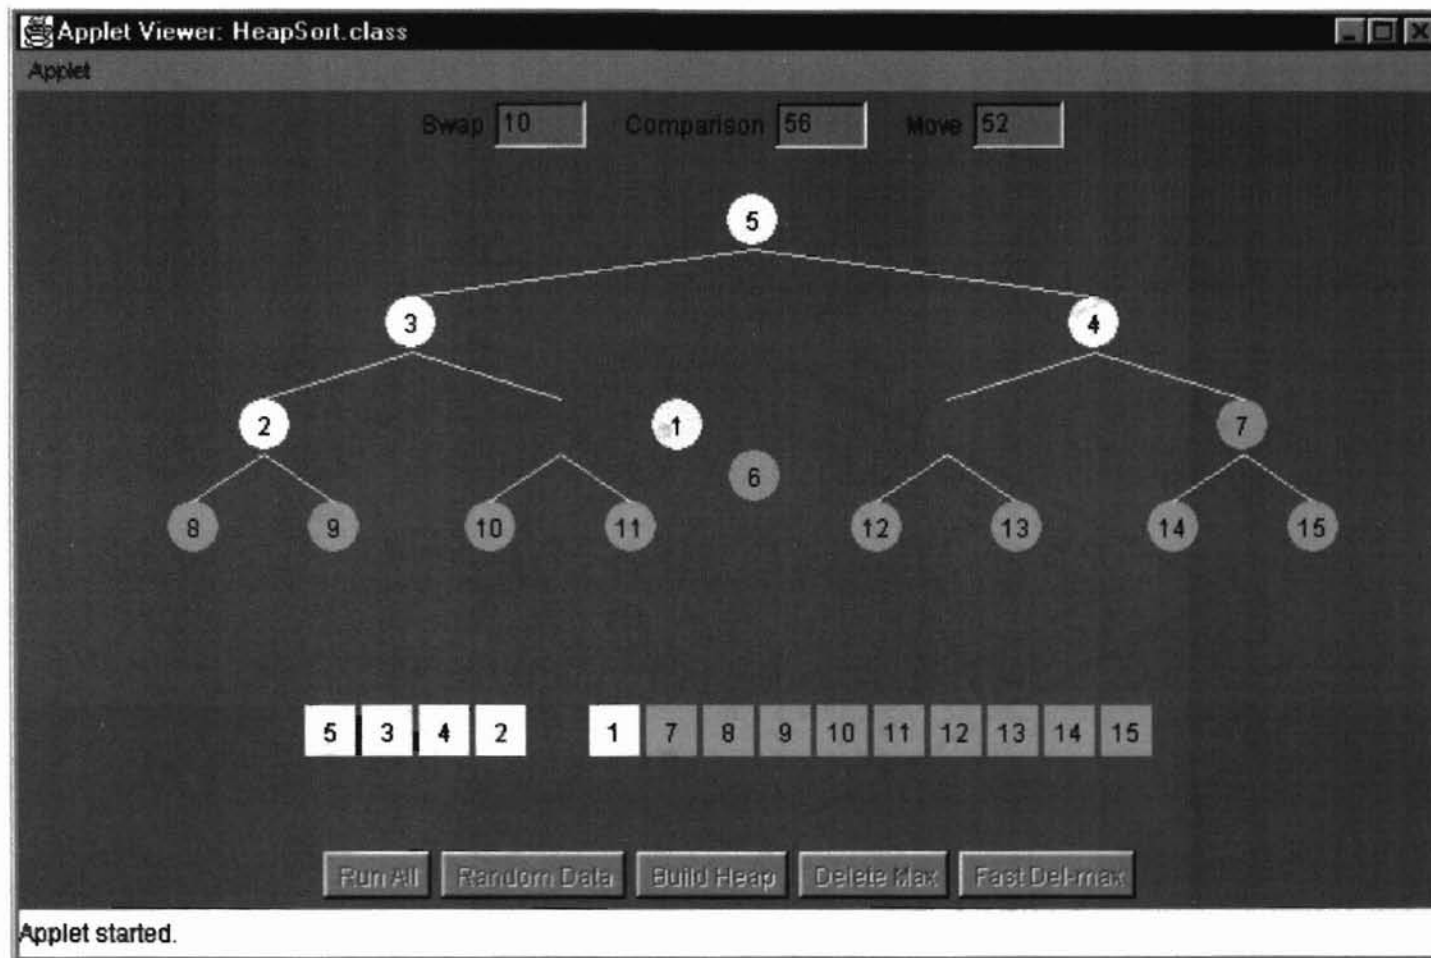 Applet Viewer: HeapSort.class
Applet
Swap 10 Comparison 56 Move 52
5
3 4
2 1 7
6
8 9 10 11 12 13 14 15
5 3 4 2 1 7 8 9 10 11 12 13 14 15
Run All Random Data Build Heap Delete Max Fast Del-max
Applet started.